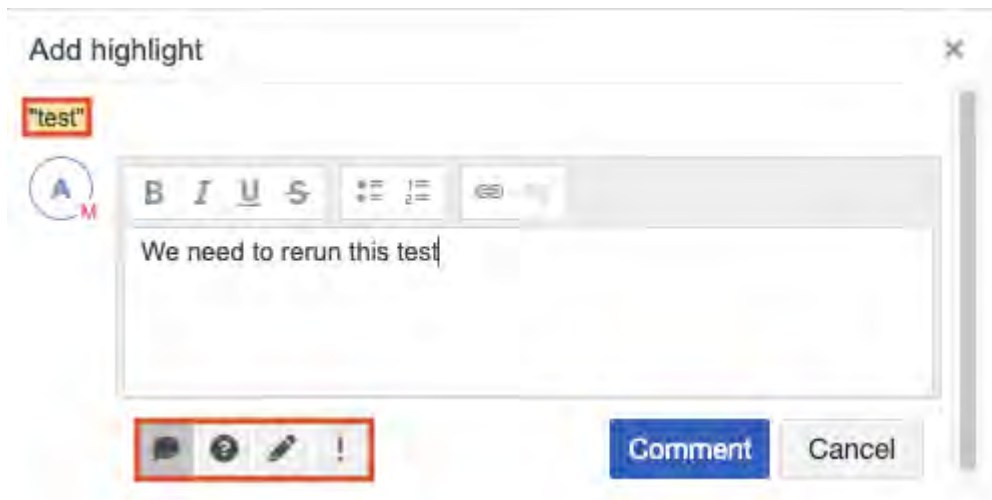 Add highlight ×
"test"
A M
B I U S
We need to rerun this test
? !
Comment Cancel